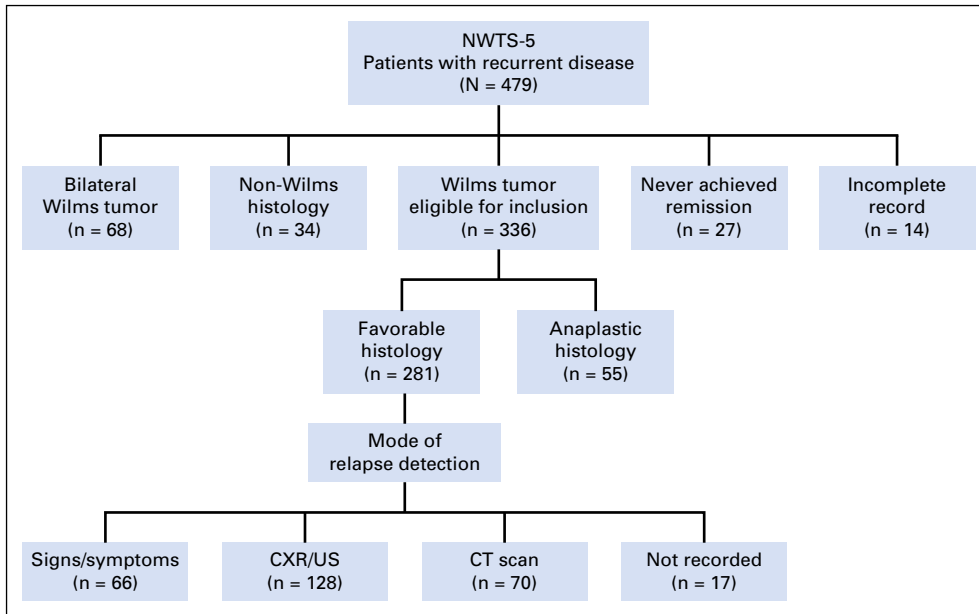 NWTS-5
Patients with recurrent disease
(N = 479)
Bilateral
Wilms tumor
(n = 68)
Non-Wilms
histology
(n = 34)
Wilms tumor
eligible for inclusion
(n = 336)
Never achieved
remission
(n = 27)
Incomplete
record
(n = 14)
Favorable
histology
(n = 281)
Anaplastic
histology
(n = 55)
Mode of
relapse detection
Signs/symptoms
(n = 66)
CXR/US
(n = 128)
CT scan
(n = 70)
Not recorded
(n = 17)